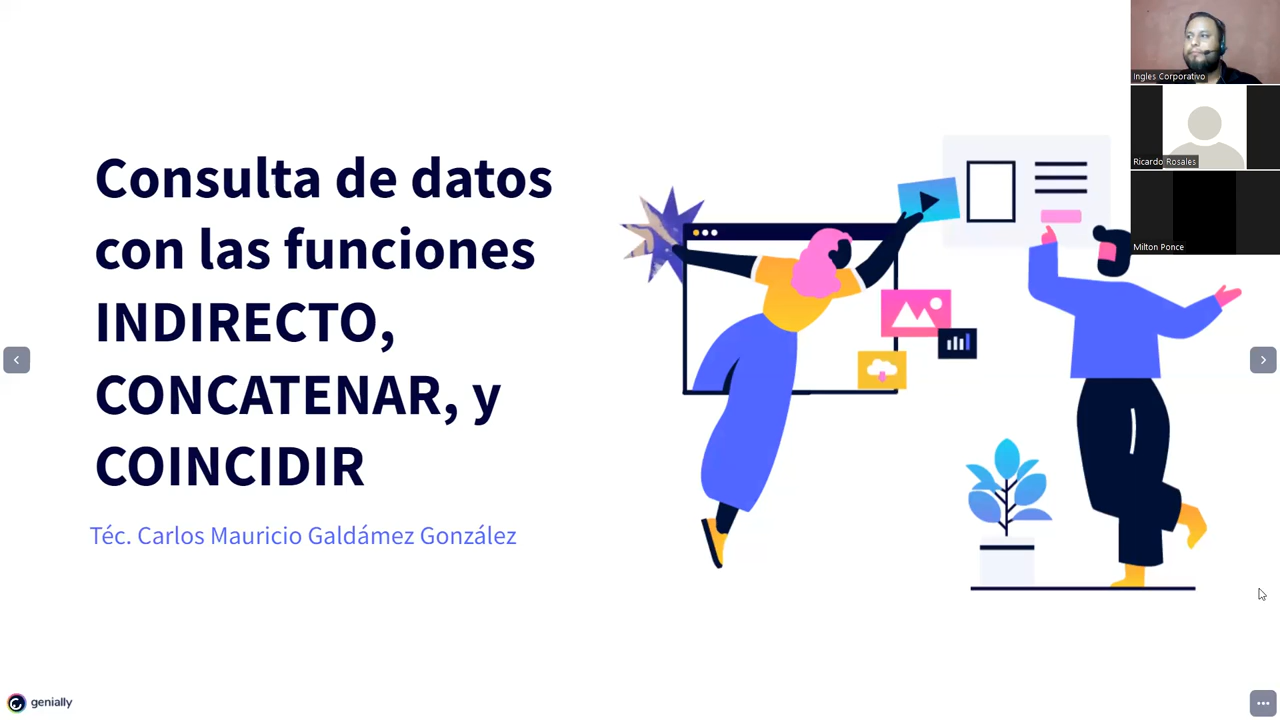 Consulta de datos
con las funciones
INDIRECTO,
CONCATENAR, y
COINCIDIR
Téc. Carlos Mauricio Galdámez González
Ingles Corporativo
Ricardo Rosales
Milton Ponce
genially